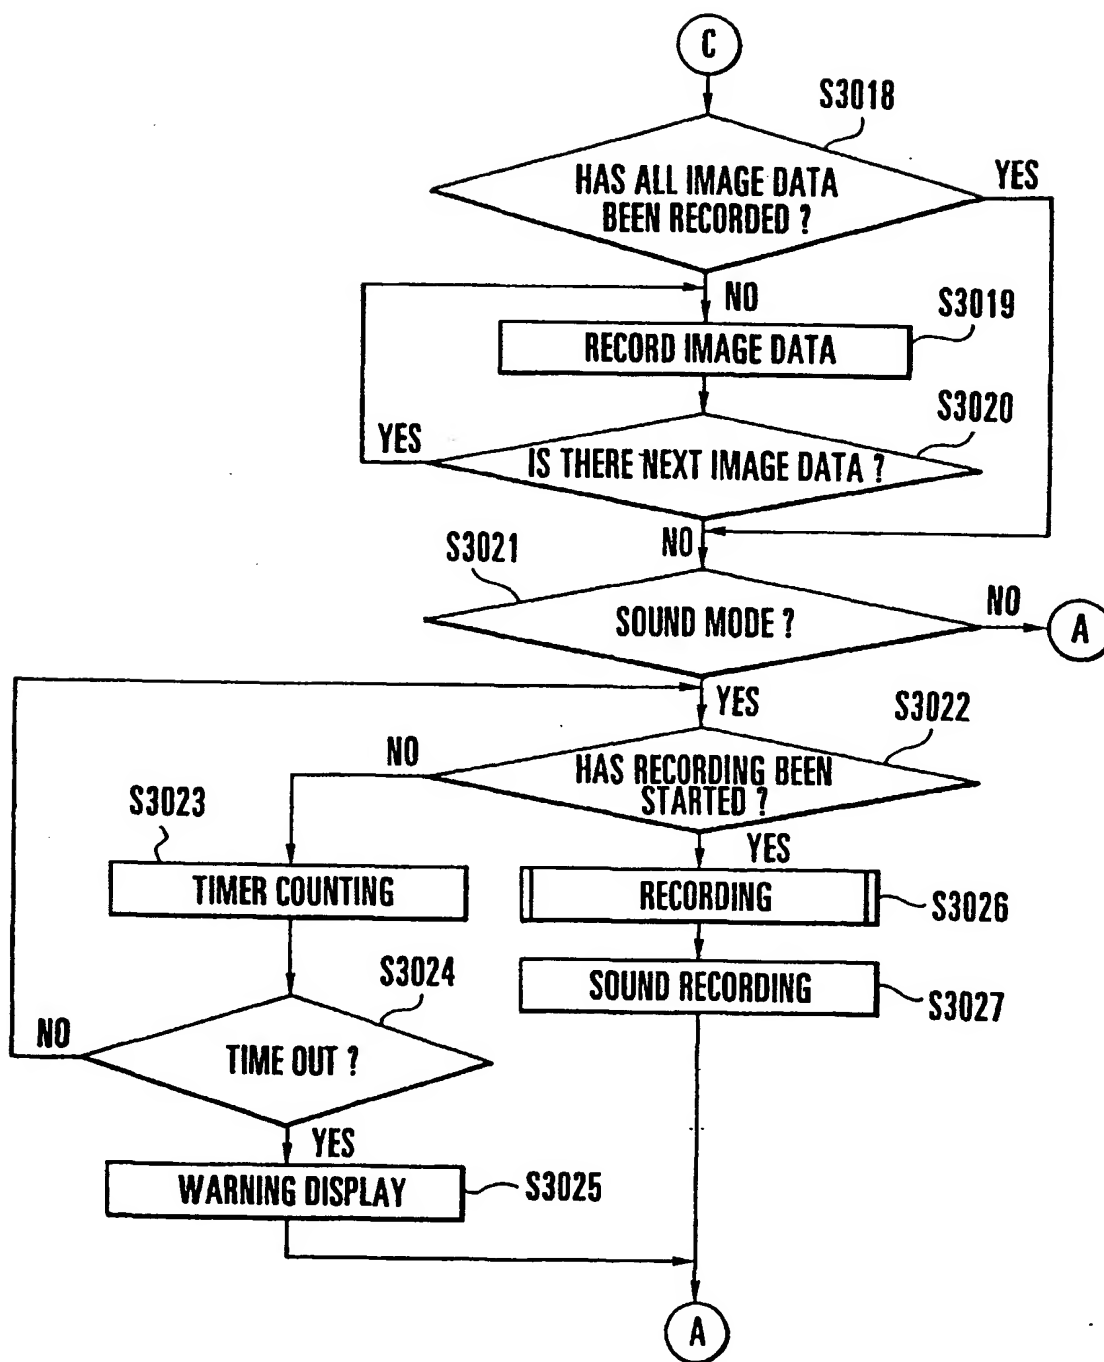 C
S3018
HAS ALL IMAGE DATA
BEEN RECORDED ?
YES
NO
S3019
RECORD IMAGE DATA
S3020
YES
IS THERE NEXT IMAGE DATA ?
NO
S3021
SOUND MODE ?
NO
A
YES
S3022
NO
HAS RECORDING BEEN
STARTED ?
S3023
YES
TIMER COUNTING
RECORDING
S3026
S3024
SOUND RECORDING
S3027
NO
TIME OUT ?
YES
WARNING DISPLAY
S3025
A